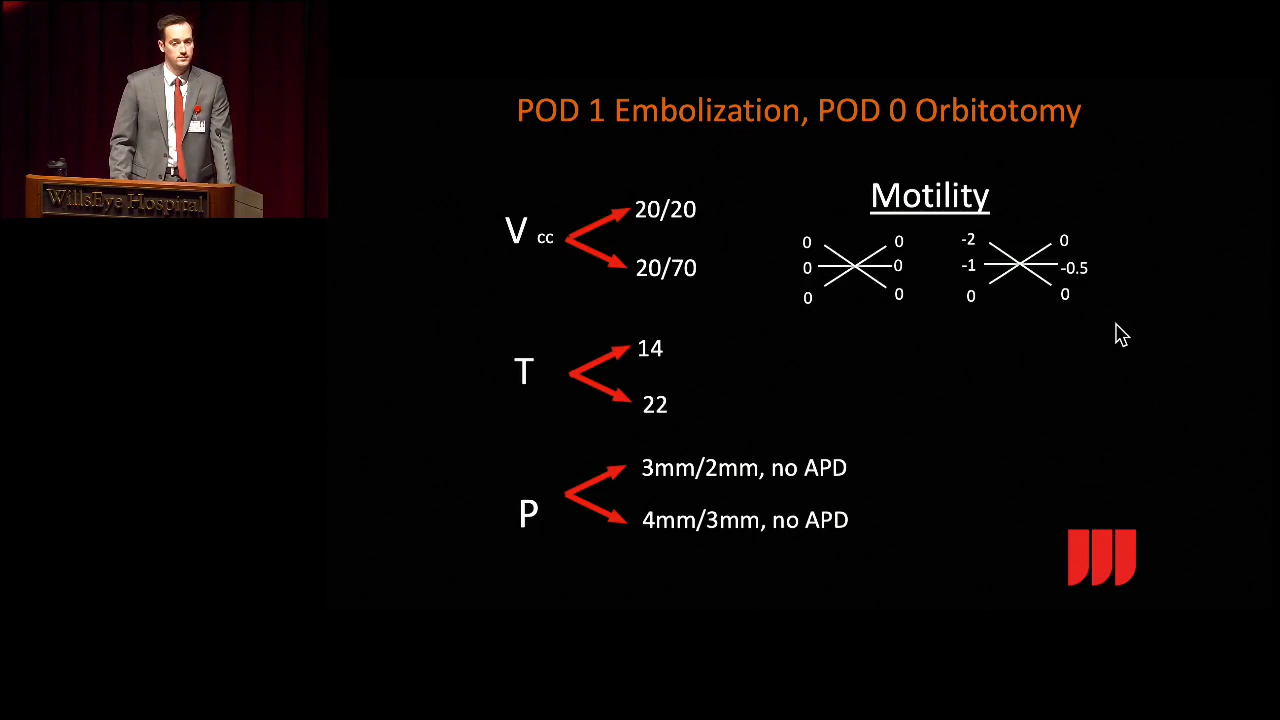 POD 1 Embolization, POD 0 Orbitotomy
WillsEye Hospital
V cc
20/20
20/70
T
14
22
P
3mm/2mm, no APD
4mm/3mm, no APD
Motility
0 0
0 0
0 0
-2 0
-1 -0.5
0 0